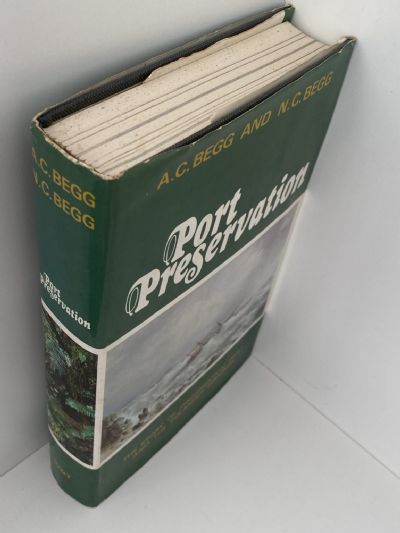 A.C. BEGG AND N.C. BEGG
Port
Preservation
A.C. BEGG
N.C. BEGG
Port
Preservation